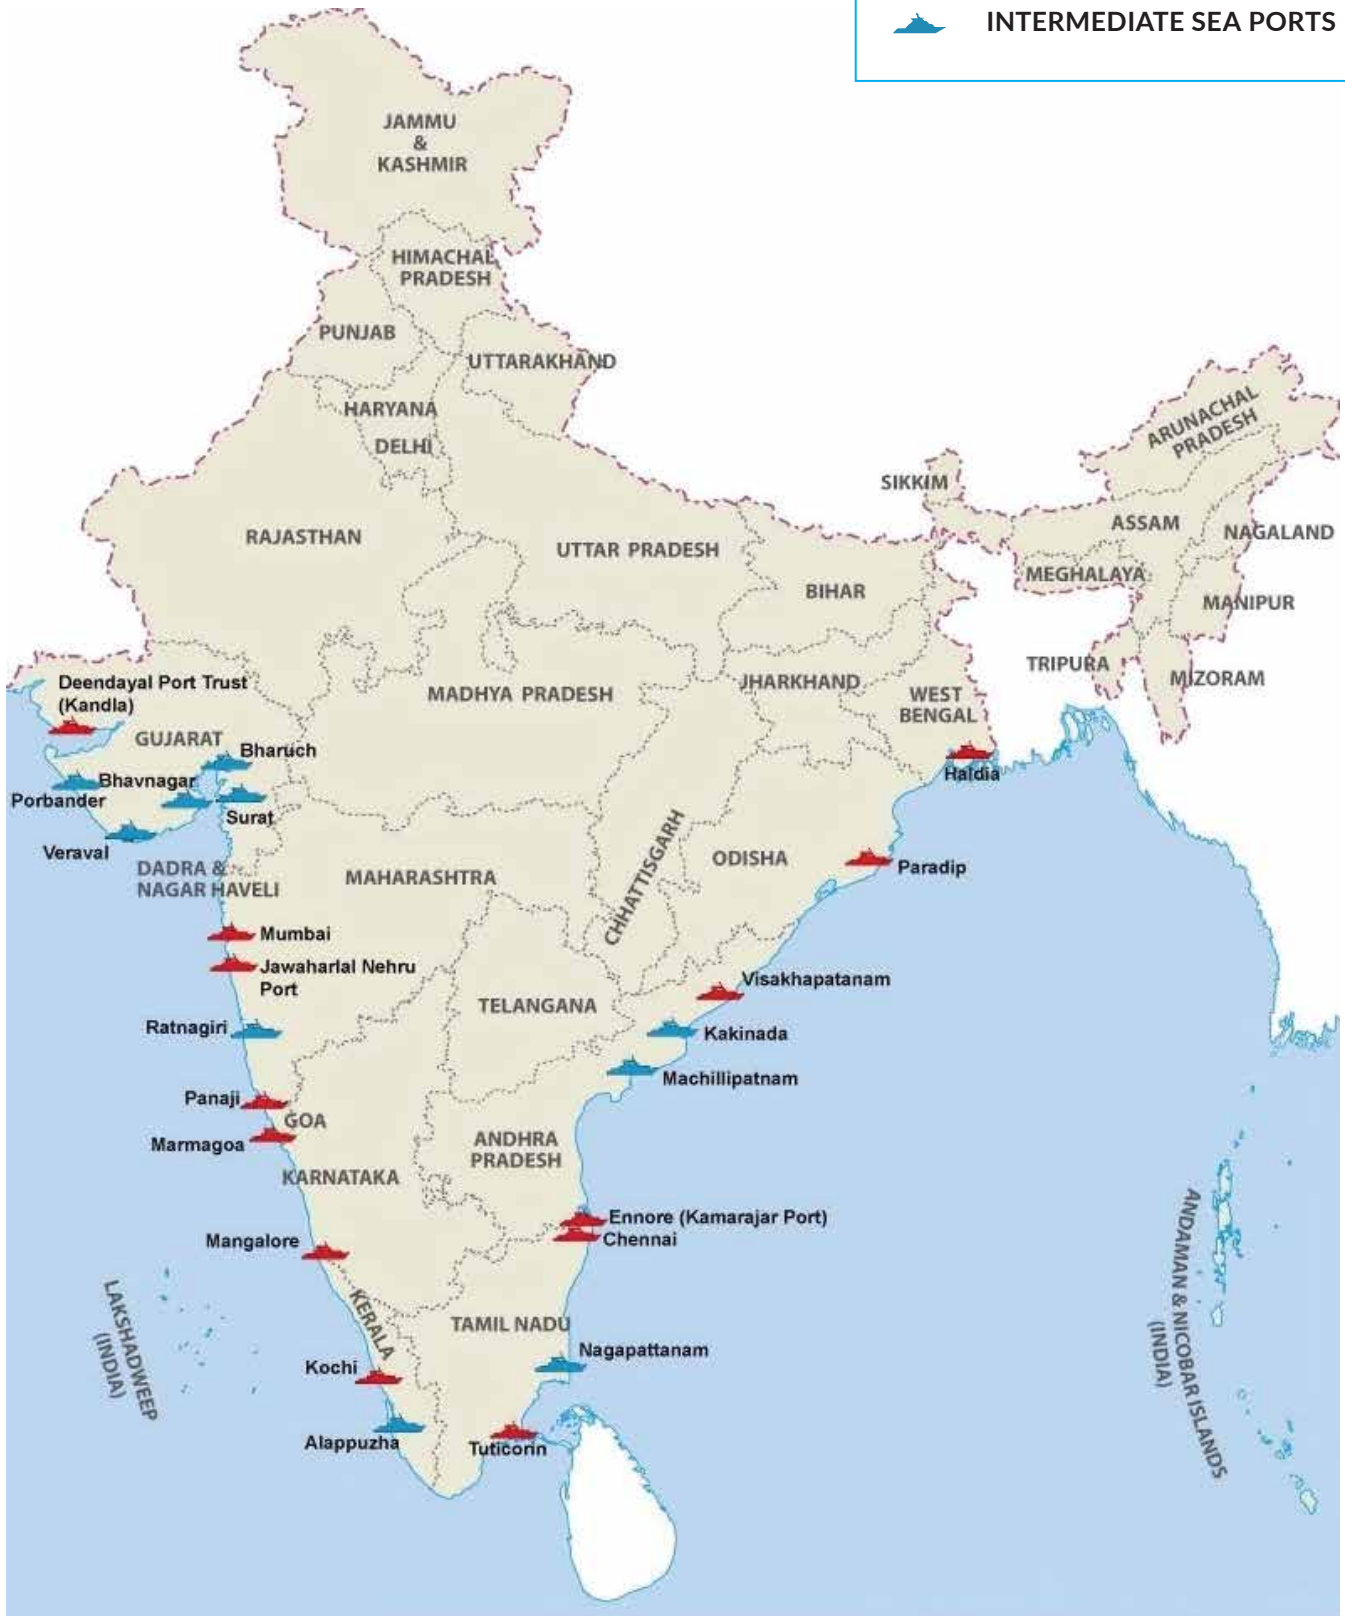 INTERMEDIATE SEA PORTS
JAMMU
&
KASHMIR
HIMACHAL
PRADESH
PUNJAB
UTTARAKHAND
HARYANA
DELHI
ARUNACHAL
PRADESH
SIKKIM
ASSAM
NAGALAND
RAJASTHAN
UTTAR PRADESH
MEGHALAYA
BIHAR
MANIPUR
TRIPURA
MIZORAM
Deendayal Port Trust
(Kandla)
MADHYA PRADESH
JHARKHAND
WEST
BENGAL
GUJARAT
Bharuch
Haldia
Bhavnagar
Porbander
Surat
Veraval
DADRA &
NAGAR HAVELI
MAHARASHTRA
CHHATTISGARH
ODISHA
Paradip
Mumbai
Jawaharlal Nehru
Port
Visakhapatanam
TELANGANA
Ratnagiri
Kakinada
Machillipatnam
Panaji
GOA
Marmagoa
ANDHRA
PRADESH
KARNATAKA
Ennore (Kamarajar Port)
Chennai
Mangalore
LAKSHADWEEP
(INDIA)
KERALA
TAMIL NADU
ANDAMAN & NICOBAR ISLANDS
(INDIA)
Nagapattanam
Kochi
Alappuzha
Tuticorin